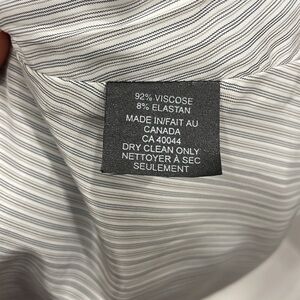 92% VISCOSE
8% ELASTAN
MADE IN/FAIT AU
CANADA
CA 40044
DRY CLEAN ONLY
NETTOYER À SEC
SEULEMENT